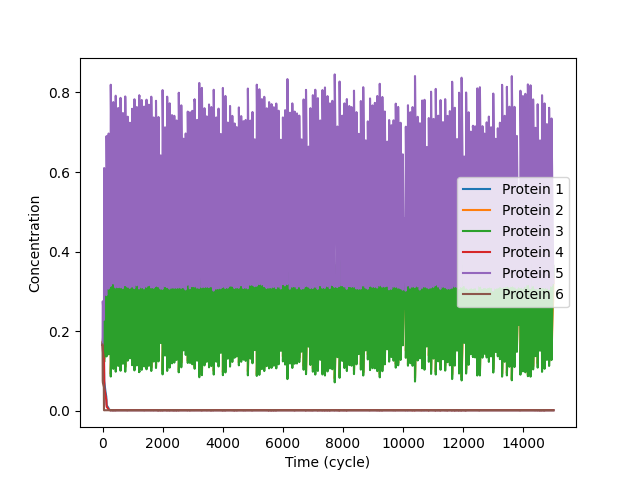 Concentration
0.8
0.6
0.4
0.2
0.0
0 2000 4000 6000 8000 10000 12000 14000
Time (cycle)
Protein 1
Protein 2
Protein 3
Protein 4
Protein 5
Protein 6